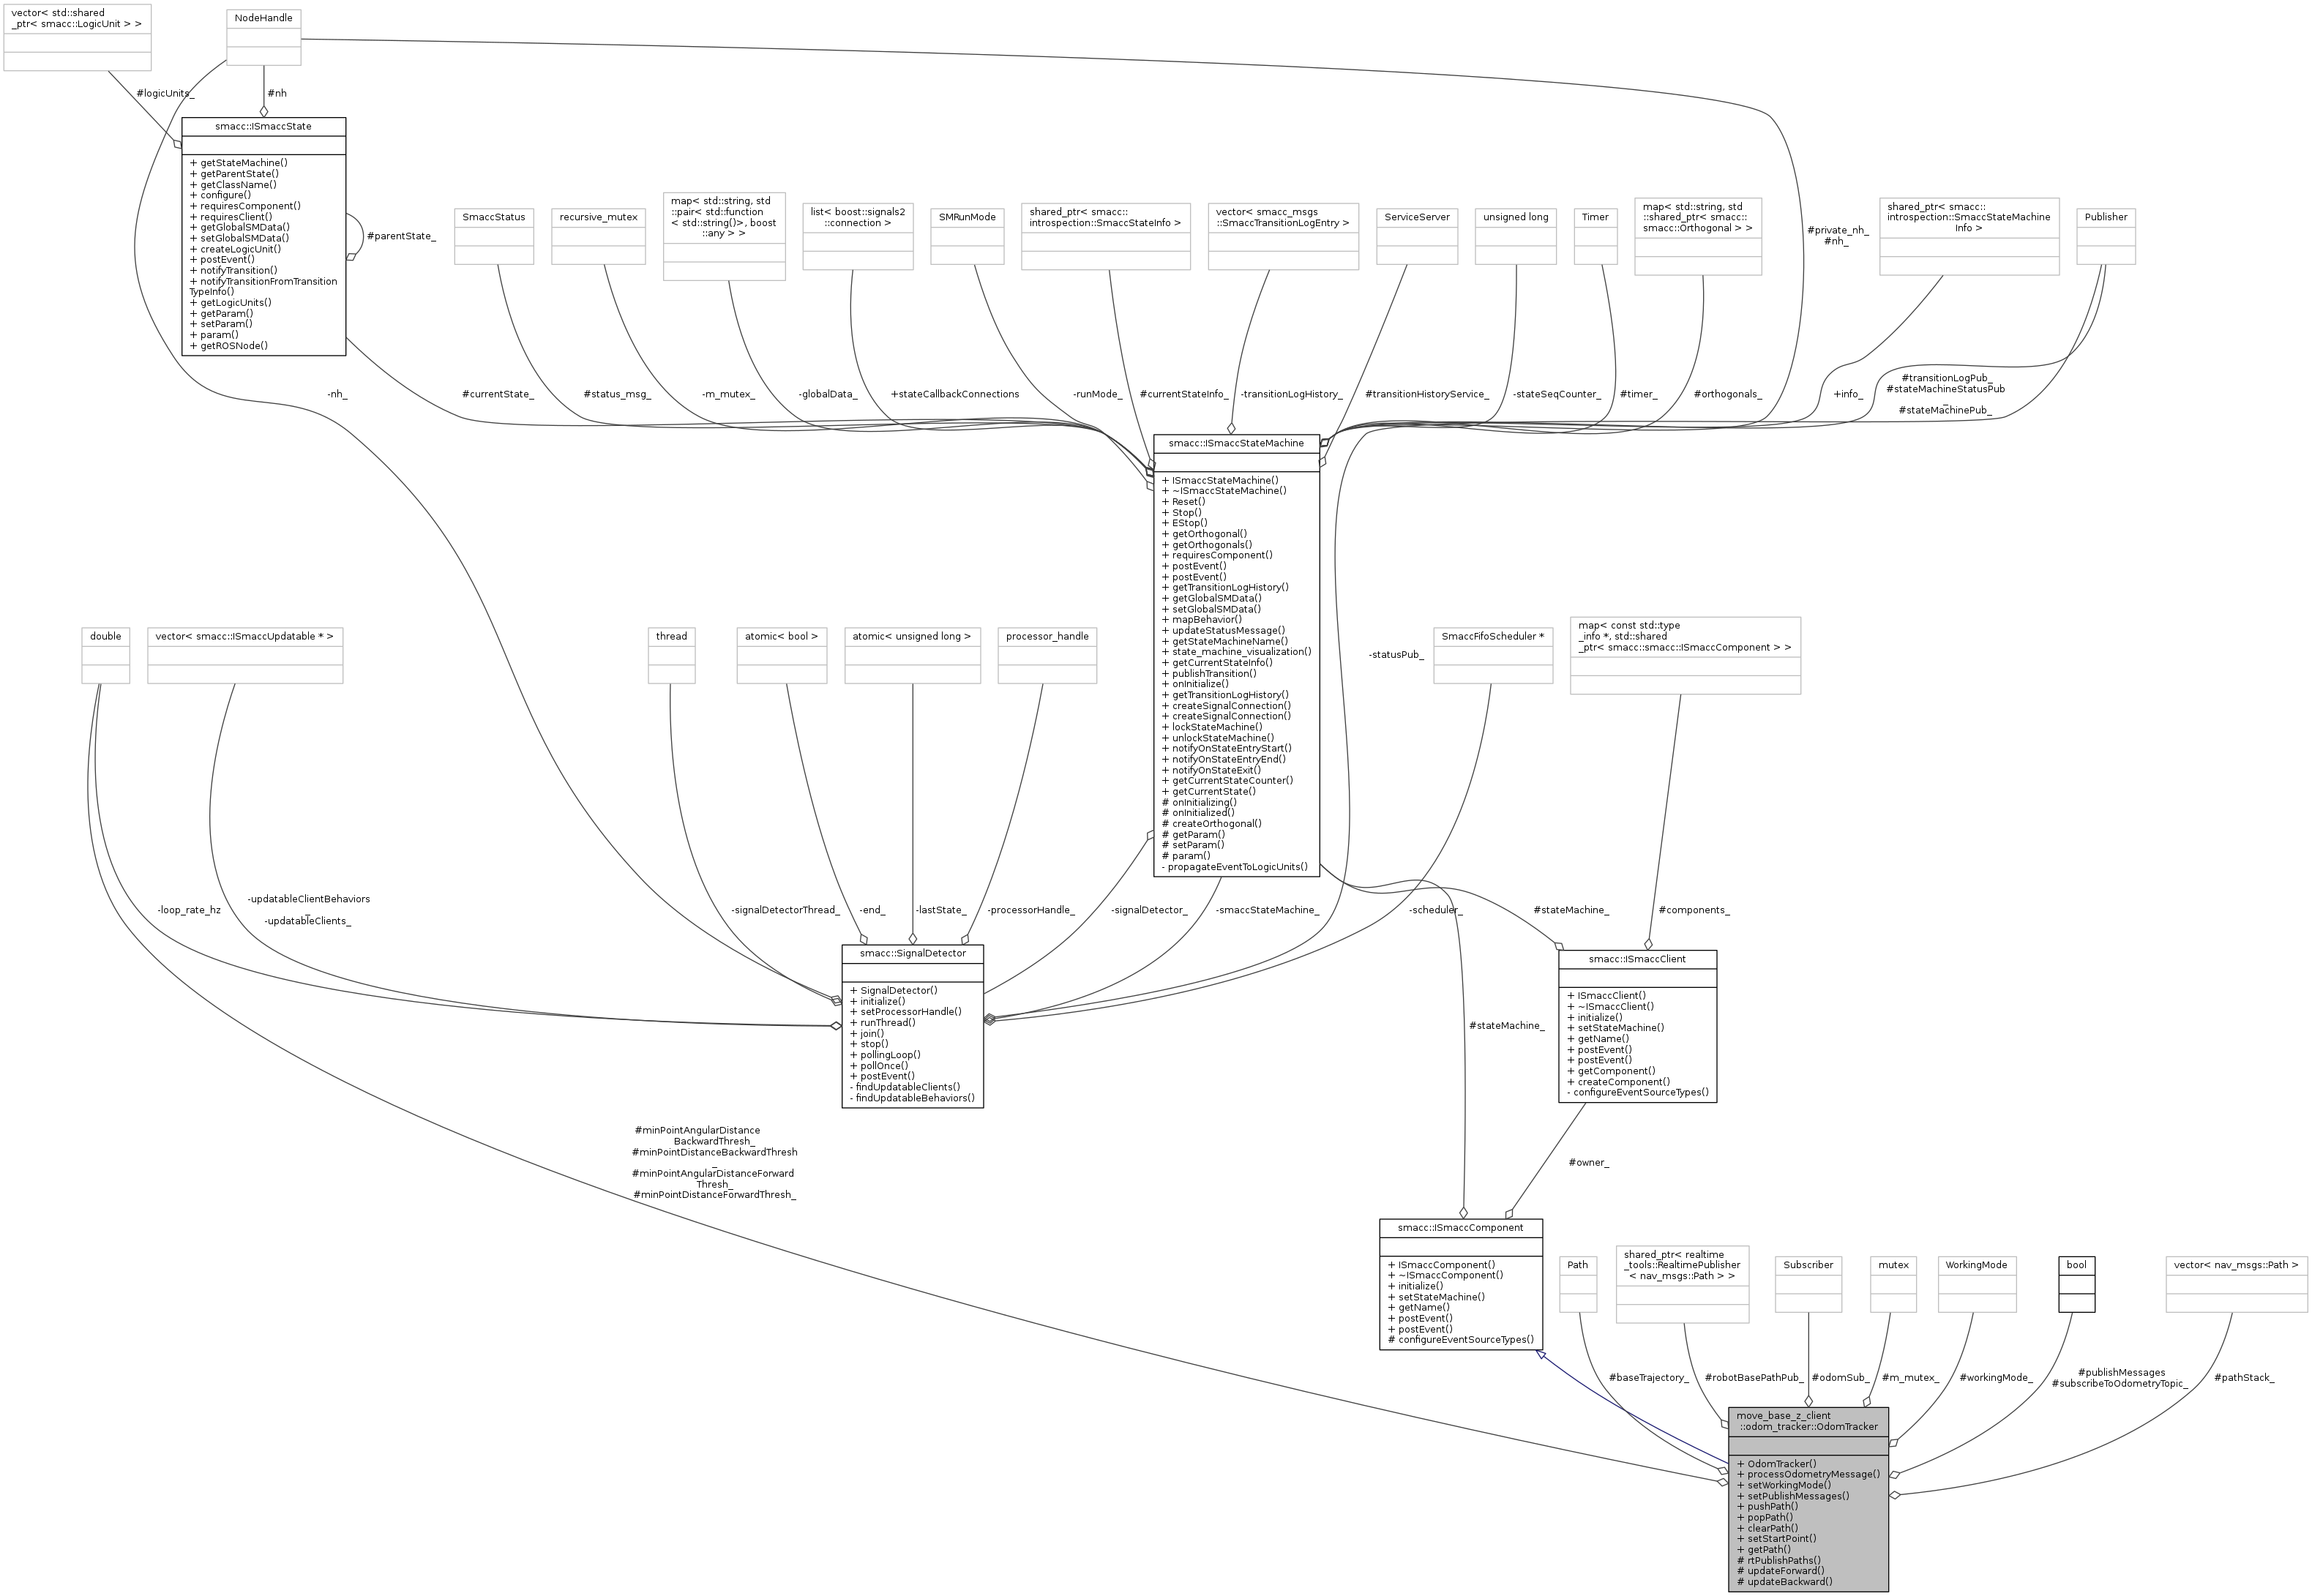 vector< std::shared
_ptr< smacc::LogicUnit > >
NodeHandle
#logicUnits_
#nh
smacc::ISmaccState
+ getStateMachine()
+ getParentState()
+ getClassName()
+ configure()
+ requiresComponent()
+ requiresClient()
+ getGlobalSMData()
+ setGlobalSMData()
+ createLogicUnit()
+ postEvent()
+ notifyTransition()
+ notifyTransitionFromTransition
TypeInfo()
+ getLogicUnits()
+ getParam()
+ setParam()
+ param()
+ getROSNode()
#parentState_
SmaccStatus
recursive_mutex
map< std::string, std
::pair< std::function
< std::string()>, boost
::any > >
list< boost::signals2
::connection >
SMRunMode
shared_ptr< smacc::
introspection::SmaccStateInfo >
vector< smacc_msgs
::SmaccTransitionLogEntry >
ServiceServer
unsigned long
Timer
map< std::string, std
::shared_ptr< smacc::
smacc::Orthogonal > >
#private_nh_
#nh_
shared_ptr< smacc::
introspection::SmaccStateMachine
Info >
Publisher
-nh_
#currentState_
#status_msg_
-m_mutex_
-globalData_
+stateCallbackConnections
-runMode_
#currentStateInfo_
-transitionLogHistory_
#transitionHistoryService_
-stateSeqCounter_
#timer_
#orthogonals_
+info_
#transitionLogPub_
#stateMachineStatusPub
_
#stateMachinePub_
smacc::ISmaccStateMachine
+ ISmaccStateMachine()
+ ~ISmaccStateMachine()
+ Reset()
+ Stop()
+ EStop()
+ getOrthogonal()
+ getOrthogonals()
+ requiresComponent()
+ postEvent()
+ postEvent()
+ getTransitionLogHistory()
+ getGlobalSMData()
+ setGlobalSMData()
+ mapBehavior()
+ updateStatusMessage()
+ getStateMachineName()
+ state_machine_visualization()
+ getCurrentStateInfo()
+ publishTransition()
+ onInitialize()
+ getTransitionLogHistory()
+ createSignalConnection()
+ createSignalConnection()
+ lockStateMachine()
+ unlockStateMachine()
+ notifyOnStateEntryStart()
+ notifyOnStateEntryEnd()
+ notifyOnStateExit()
+ getCurrentStateCounter()
+ getCurrentState()
# onInitializing()
# onInitialized()
# createOrthogonal()
# getParam()
# setParam()
# param()
- propagateEventToLogicUnits()
double
vector< smacc::ISmaccUpdatable * >
thread
atomic< bool >
atomic< unsigned long >
processor_handle
-statusPub_
SmaccFifoScheduler *
map< const std::type
_info *, std::shared
_ptr< smacc::smacc::ISmaccComponent > >
-loop_rate_hz
-updatableClientBehaviors
_
-updatableClients_
-signalDetectorThread_
-end_
-lastState_
-processorHandle_
-signalDetector_
-smaccStateMachine_
-scheduler_
#stateMachine_
#components_
smacc::SignalDetector
+ SignalDetector()
+ initialize()
+ setProcessorHandle()
+ runThread()
+ join()
+ stop()
+ pollingLoop()
+ pollOnce()
+ postEvent()
- findUpdatableClients()
- findUpdatableBehaviors()
smacc::ISmaccClient
+ ISmaccClient()
+ ~ISmaccClient()
+ initialize()
+ setStateMachine()
+ getName()
+ postEvent()
+ postEvent()
+ getComponent()
+ createComponent()
- configureEventSourceTypes()
#stateMachine_
#minPointAngularDistance
BackwardThresh_
#minPointDistanceBackwardThresh
_
#minPointAngularDistanceForward
Thresh_
#minPointDistanceForwardThresh_
#owner_
smacc::ISmaccComponent
+ ISmaccComponent()
+ ~ISmaccComponent()
+ initialize()
+ setStateMachine()
+ getName()
+ postEvent()
+ postEvent()
# configureEventSourceTypes()
Path
shared_ptr< realtime
_tools::RealtimePublisher
< nav_msgs::Path > >
Subscriber
mutex
WorkingMode
bool
vector< nav_msgs::Path >
#baseTrajectory_
#robotBasePathPub_
#odomSub_
#m_mutex_
#workingMode_
#publishMessages
#subscribeToOdometryTopic_
#pathStack_
move_base_z_client
::odom_tracker::OdomTracker
+ OdomTracker()
+ processOdometryMessage()
+ setWorkingMode()
+ setPublishMessages()
+ pushPath()
+ popPath()
+ clearPath()
+ setStartPoint()
+ getPath()
# rtPublishPaths()
# updateForward()
# updateBackward()